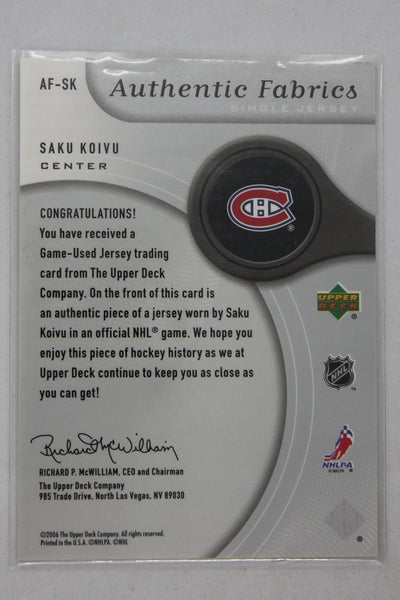 AF-SK
Authentic Fabrics
SINGLE JERSEY
SAKU KOIVU
CENTER
CONGRATULATIONS!
You have received a
Game-Used Jersey trading
card from The Upper Deck
Company. On the front of this card is
an authentic piece of a jersey worn by Saku
Koivu in an official NHL® game. We hope you
enjoy this piece of hockey history as we at
Upper Deck continue to keep you as close as
you can get!
UPPER
DECK
®
NHL
NHLPA
Richard McWilliam
RICHARD P. McWILLIAM, CEO and Chairman
The Upper Deck Company
985 Trade Drive, North Las Vegas, NV 89030
©2006 The Upper Deck Company. All rights reserved.
Printed in the U.S.A. ©NHLPA. ©NHL
®